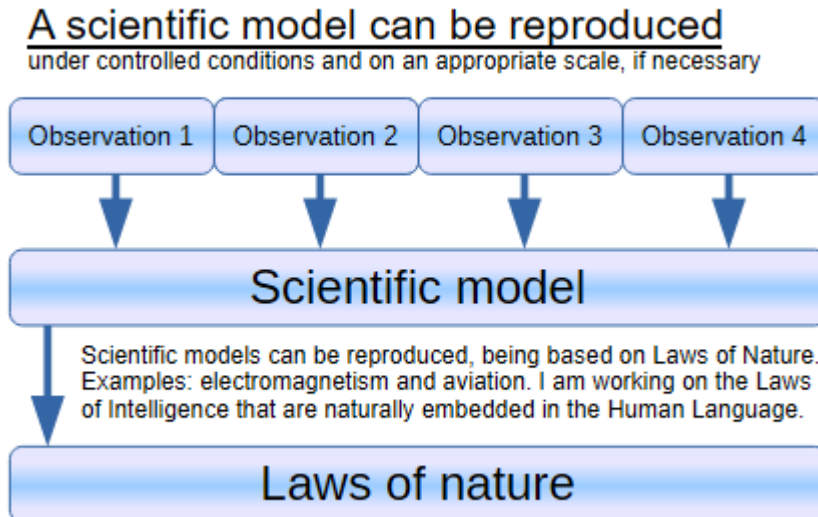 A scientific model can be reproduced
under controlled conditions and on an appropriate scale, if necessary
Observation 1
Observation 2
Observation 3
Observation 4
Scientific model
Scientific models can be reproduced, being based on Laws of Nature.
Examples: electromagnetism and aviation. I am working on the Laws
of Intelligence that are naturally embedded in the Human Language.
Laws of nature